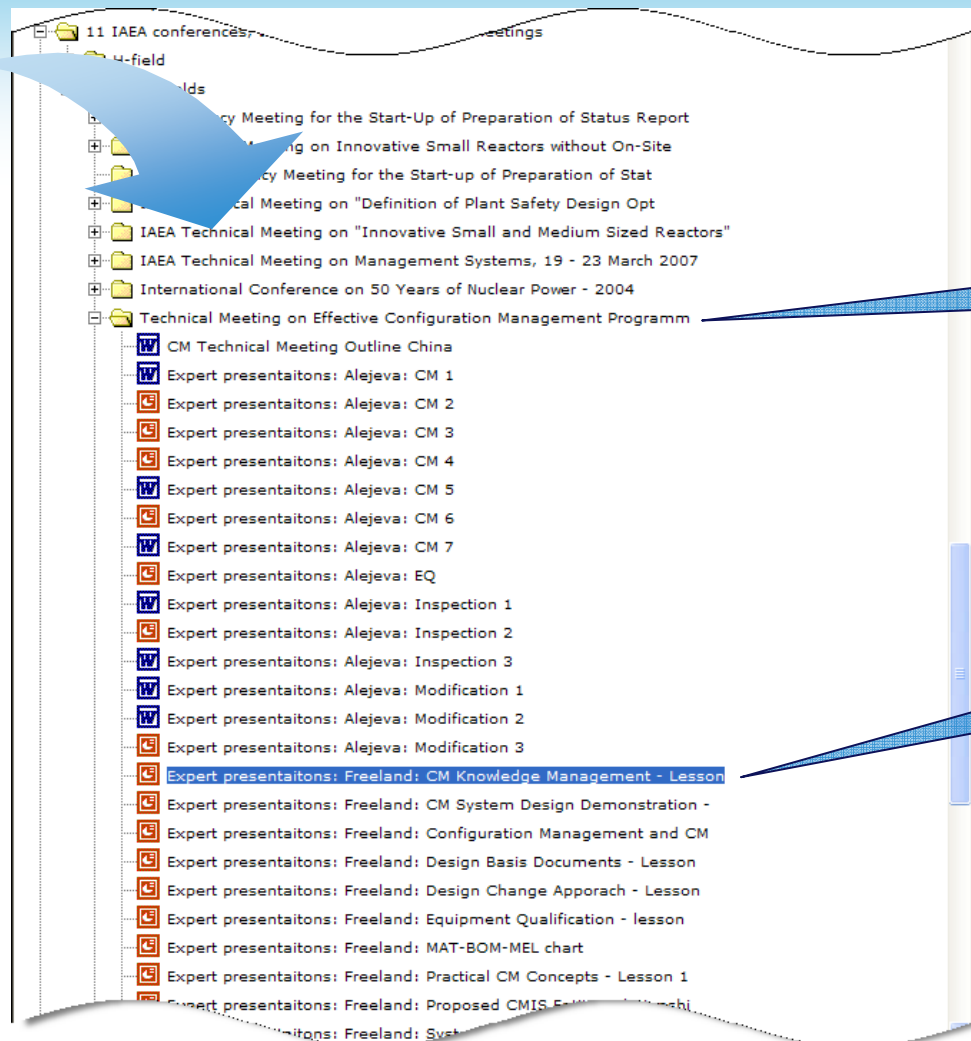 11 IAEA conferences, eetings
H-field
lds
cy Meeting for the Start-Up of Preparation of Status Report
ng on Innovative Small Reactors without On-Site
cy Meeting for the Start-up of Preparation of Stat
cal Meeting on "Definition of Plant Safety Design Opt
IAEA Technical Meeting on "Innovative Small and Medium Sized Reactors"
IAEA Technical Meeting on Management Systems, 19 - 23 March 2007
International Conference on 50 Years of Nuclear Power - 2004
Technical Meeting on Effective Configuration Management Programm
CM Technical Meeting Outline China
Expert presentaitons: Alejeva: CM 1
Expert presentaitons: Alejeva: CM 2
Expert presentaitons: Alejeva: CM 3
Expert presentaitons: Alejeva: CM 4
Expert presentaitons: Alejeva: CM 5
Expert presentaitons: Alejeva: CM 6
Expert presentaitons: Alejeva: CM 7
Expert presentaitons: Alejeva: EQ
Expert presentaitons: Alejeva: Inspection 1
Expert presentaitons: Alejeva: Inspection 2
Expert presentaitons: Alejeva: Inspection 3
Expert presentaitons: Alejeva: Modification 1
Expert presentaitons: Alejeva: Modification 2
Expert presentaitons: Alejeva: Modification 3
Expert presentaitons: Freeland: CM Knowledge Management - Lesson
Expert presentaitons: Freeland: CM System Design Demonstration -
Expert presentaitons: Freeland: Configuration Management and CM
Expert presentaitons: Freeland: Design Basis Documents - Lesson
Expert presentaitons: Freeland: Design Change Apporach - Lesson
Expert presentaitons: Freeland: Equipment Qualification - lesson
Expert presentaitons: Freeland: MAT-BOM-MEL chart
Expert presentaitons: Freeland: Practical CM Concepts - Lesson 1
Expert presentaitons: Freeland: Proposed CMIS
Freeland: